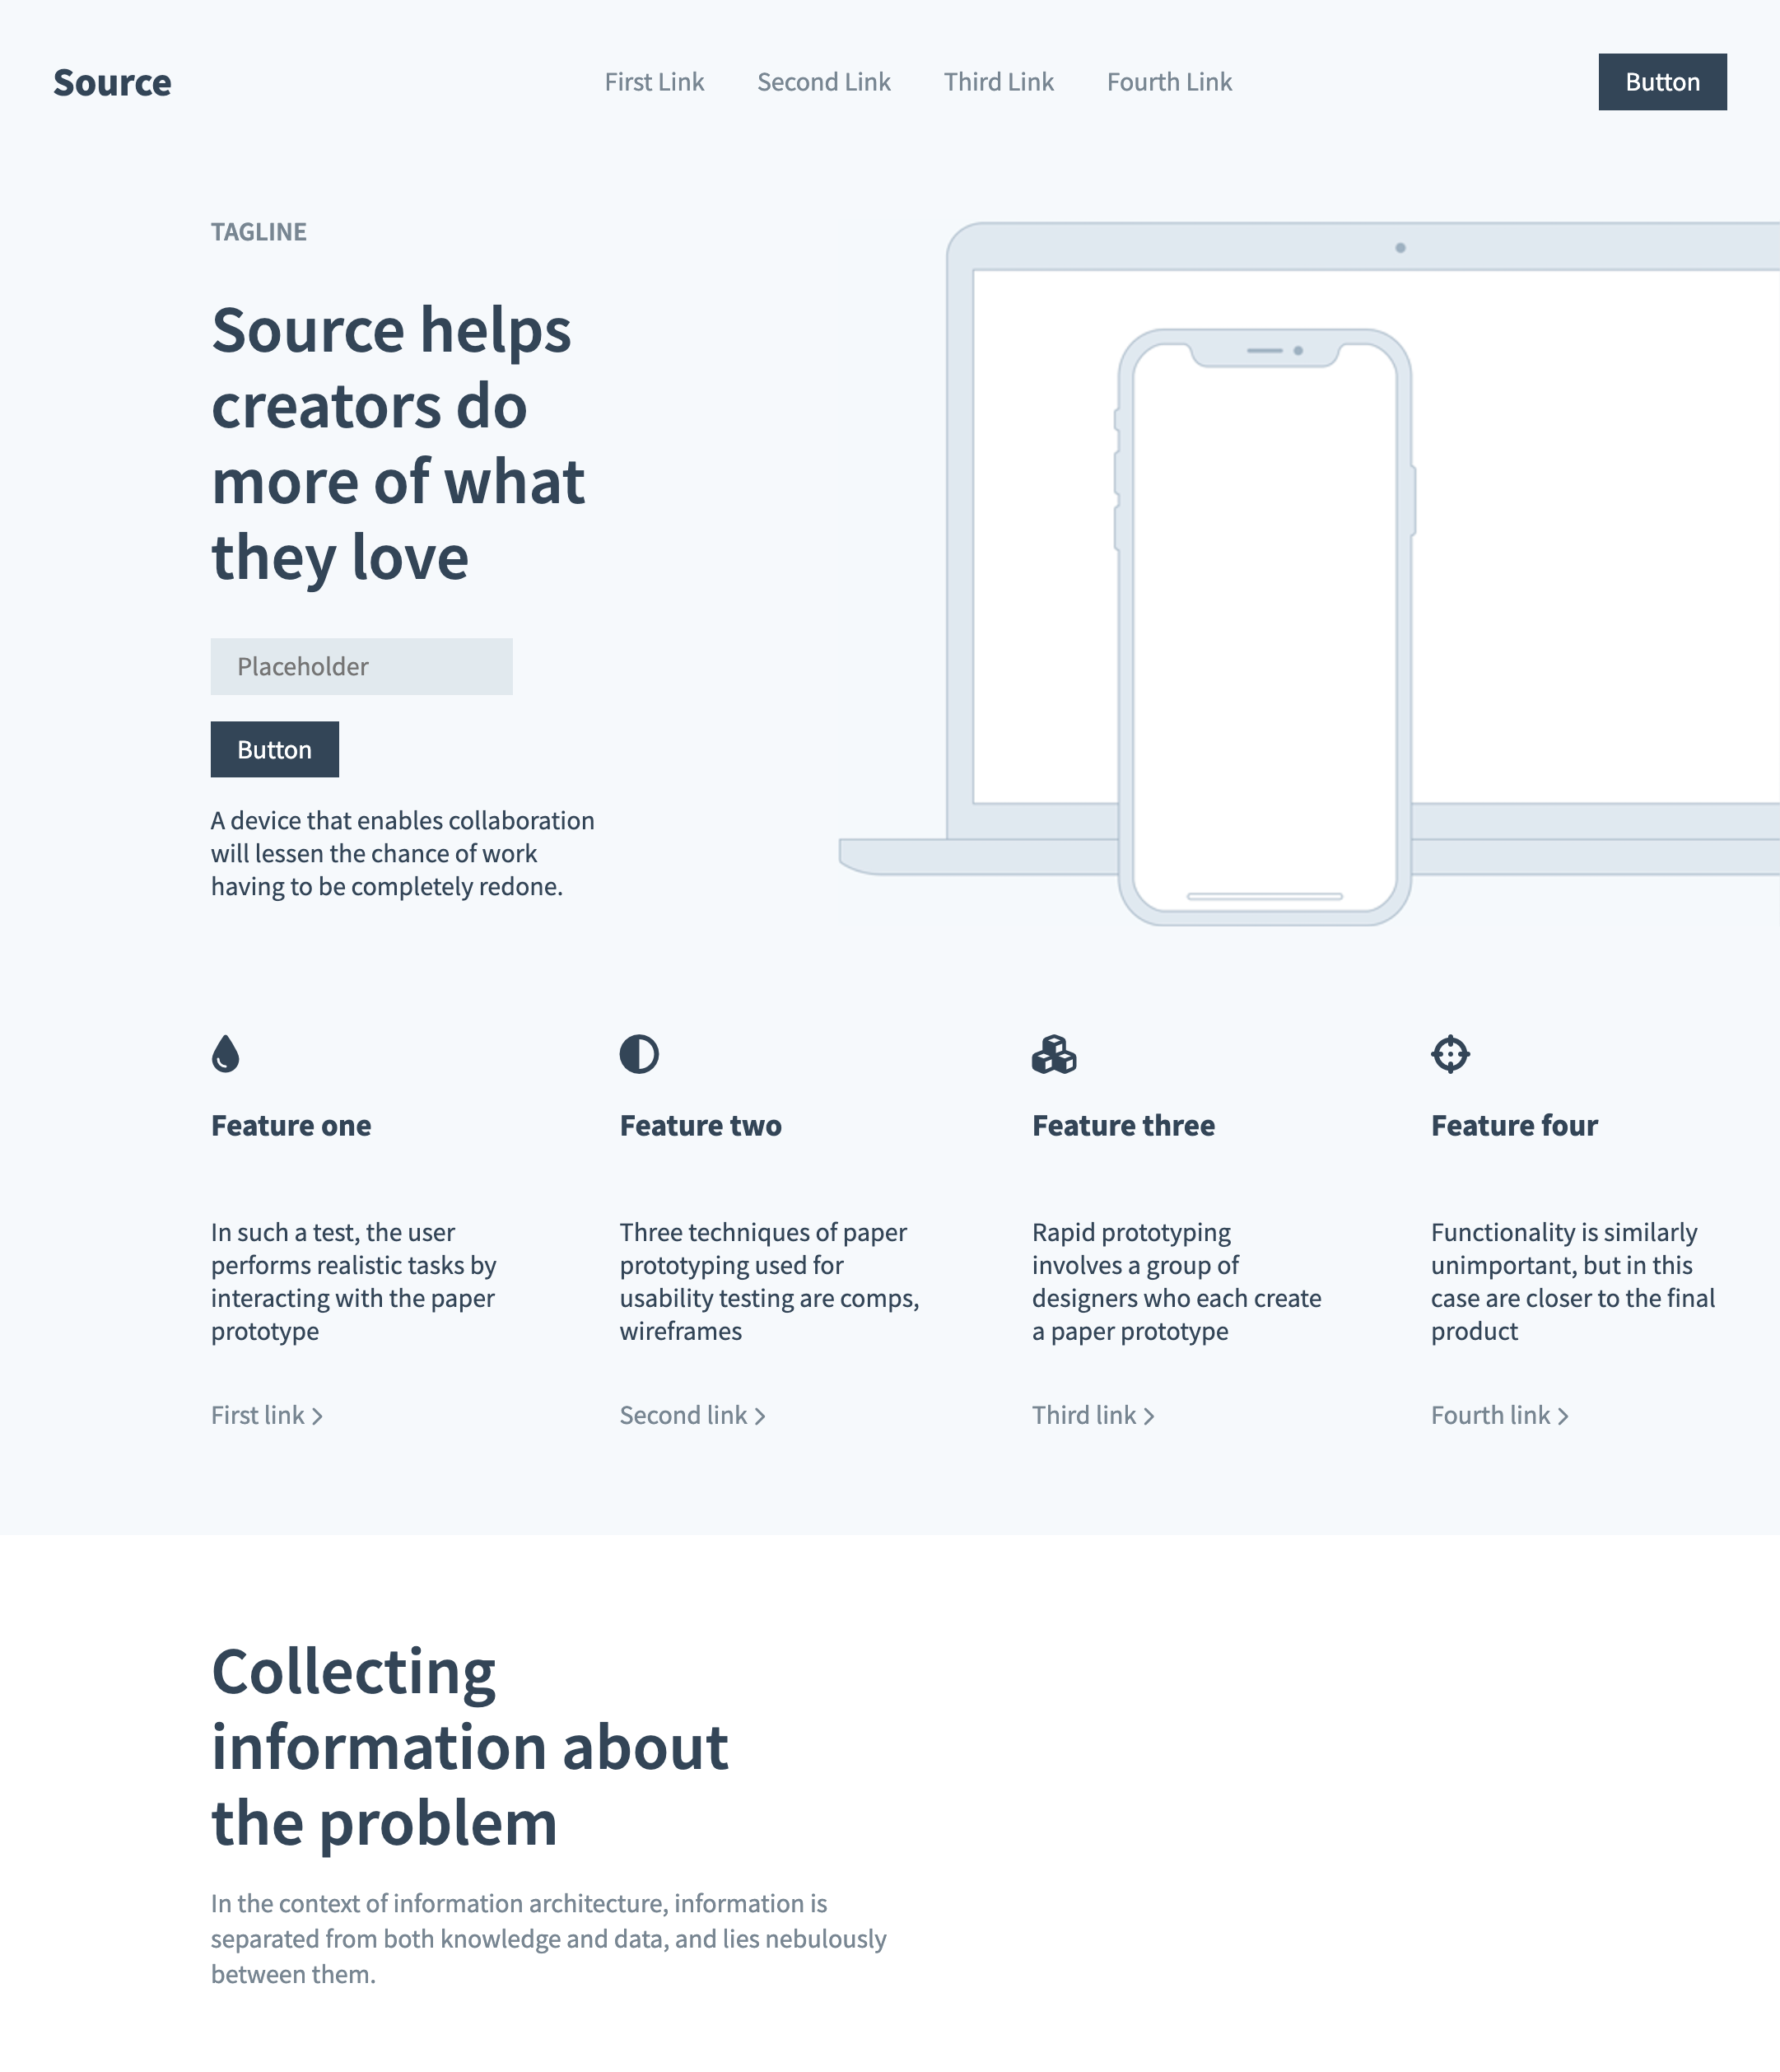 Source
First Link
Second Link
Third Link
Fourth Link
Button
TAGLINE
Source helps
creators do
more of what
they love
Placeholder
Button
A device that enables collaboration
will lessen the chance of work
having to be completely redone.
Feature one
In such a test, the user
performs realistic tasks by
interacting with the paper
prototype
First link
Feature two
Three techniques of paper
prototyping used for
usability testing are comps,
wireframes
Second link
Feature three
Rapid prototyping
involves a group of
designers who each create
a paper prototype
Third link
Feature four
Functionality is similarly
unimportant, but in this
case are closer to the final
product
Fourth link
Collecting
information about
the problem
In the context of information architecture, information is
separated from both knowledge and data, and lies nebulously
between them.